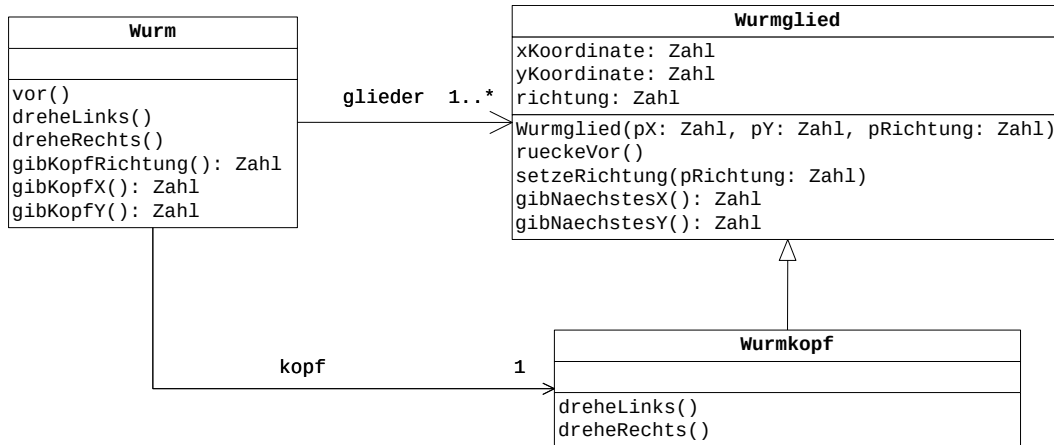 Wurm
vor()
dreheLinks()
dreheRechts()
gibKopfRichtung(): Zahl
gibKopfX(): Zahl
gibKopfY(): Zahl
glieder 1..*
Wurmglied
xKoordinate: Zahl
yKoordinate: Zahl
richtung: Zahl
Wurmglied(pX: Zahl, pY: Zahl, pRichtung: Zahl)
rueckeVor()
setzeRichtung(pRichtung: Zahl)
gibNaechstesX(): Zahl
gibNaechstesY(): Zahl
kopf 1
Wurmkopf
dreheLinks()
dreheRechts()